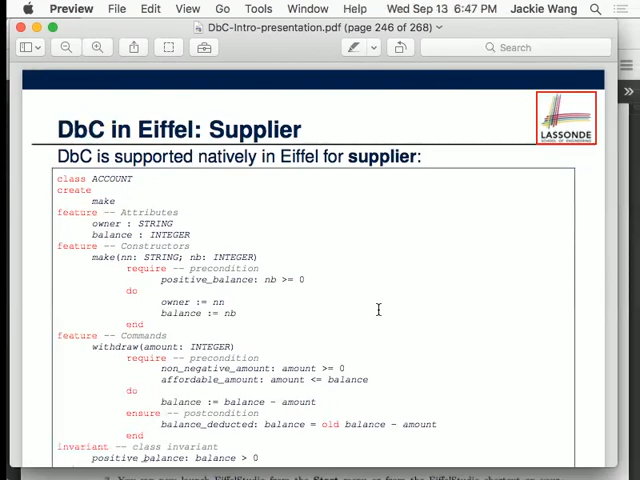 Preview File Edit View Go Tools Window Help Wed Sep 13 6:47 PM Jackie Wang
DbC-Intro-presentation.pdf (page 246 of 268)
Search
DbC in Eiffel: Supplier
LASSONDE
SCHOOL OF ENGINEERING
DbC is supported natively in Eiffel for supplier:
class ACCOUNT
create
make
feature -- Attributes
owner : STRING
balance : INTEGER
feature -- Constructors
make(nn: STRING; nb: INTEGER)
require -- precondition
positive_balance: nb >= 0
do
owner := nn
balance := nb
end
feature -- Commands
withdraw(amount: INTEGER)
require -- precondition
non_negative_amount: amount >= 0
affordable_amount: amount <= balance
do
balance := balance - amount
ensure -- postcondition
balance_deducted: balance = old balance - amount
end
invariant -- class invariant
positive_balance: balance > 0